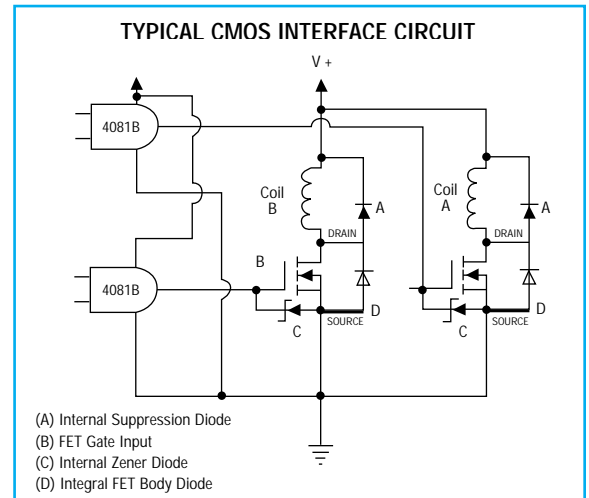 TYPICAL CMOS INTERFACE CIRCUIT
V +
4081B
Coil
B
A
Coil
A
A
DRAIN
DRAIN
B
4081B
D
SOURCE
C
D
SOURCE
C
(A) Internal Suppression Diode
(B) FET Gate Input
(C) Internal Zener Diode
(D) Integral FET Body Diode